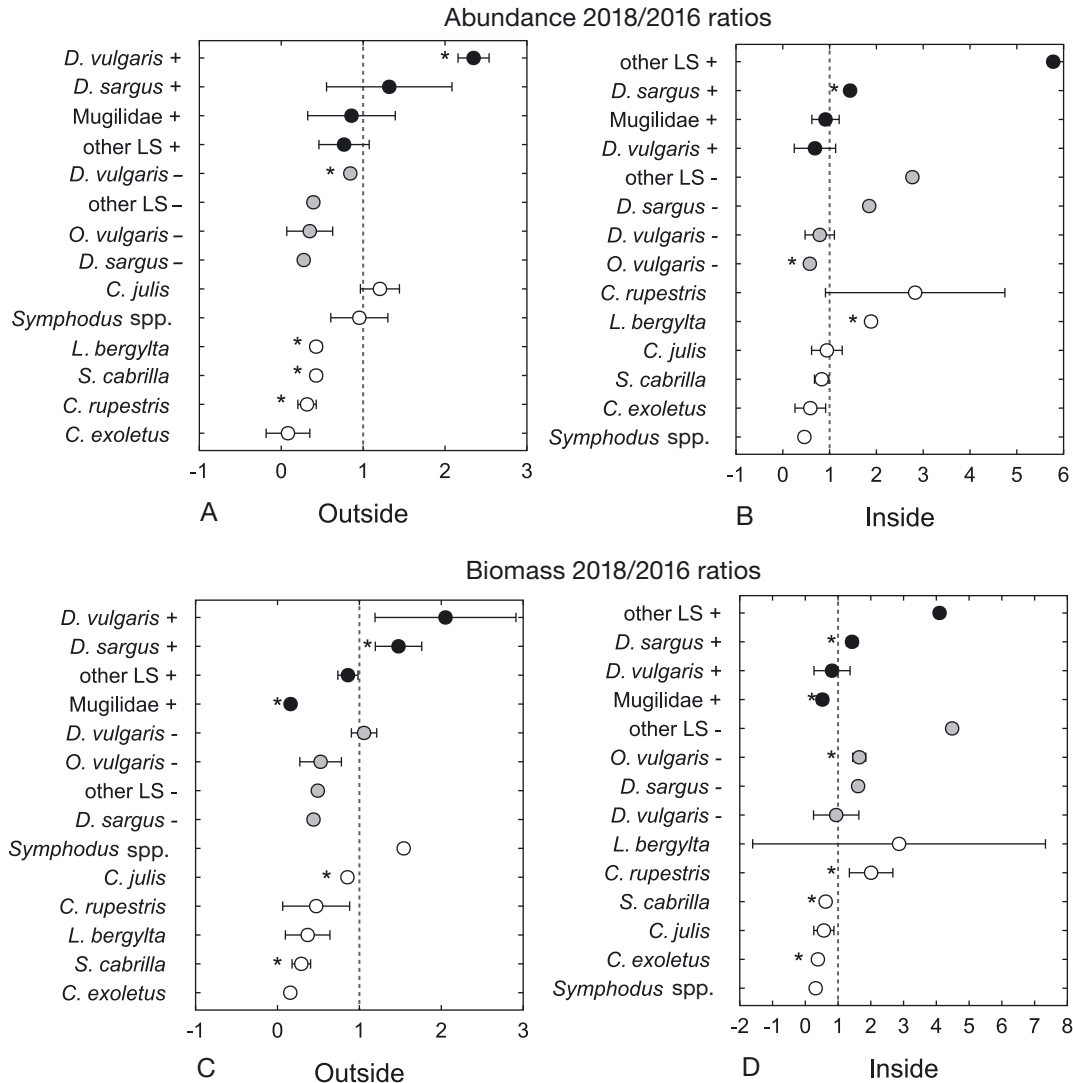 Abundance 2018/2016 ratios
* D. vulgaris +
D. sargus +
Mugilidae +
other LS +
* D. vulgaris –
other LS –
O. vulgaris –
D. sargus –
C. julis
Symphodus spp.
L. bergylta *
S. cabrilla *
C. rupestris *
C. exoletus
-1 0 1 2 3
A Outside
other LS +
D. sargus + *
Mugilidae +
D. vulgaris +
other LS -
D. sargus -
D. vulgaris -
O. vulgaris - *
C. rupestris
L. bergylta *
C. julis
S. cabrilla
C. exoletus
Symphodus spp.
-1 0 1 2 3 4 5 6
B Inside
Biomass 2018/2016 ratios
D. vulgaris +
D. sargus + *
other LS +
Mugilidae + *
D. vulgaris -
O. vulgaris -
other LS -
D. sargus -
Symphodus spp.
C. julis *
C. rupestris
L. bergylta
S. cabrilla *
C. exoletus
-1 0 1 2 3
C Outside
other LS +
D. sargus + *
D. vulgaris +
Mugilidae + *
other LS -
O. vulgaris - *
D. sargus -
D. vulgaris -
L. bergylta
C. rupestris *
S. cabrilla *
C. julis
C. exoletus *
Symphodus spp.
-2 -1 0 1 2 3 4 5 6 7 8
D Inside